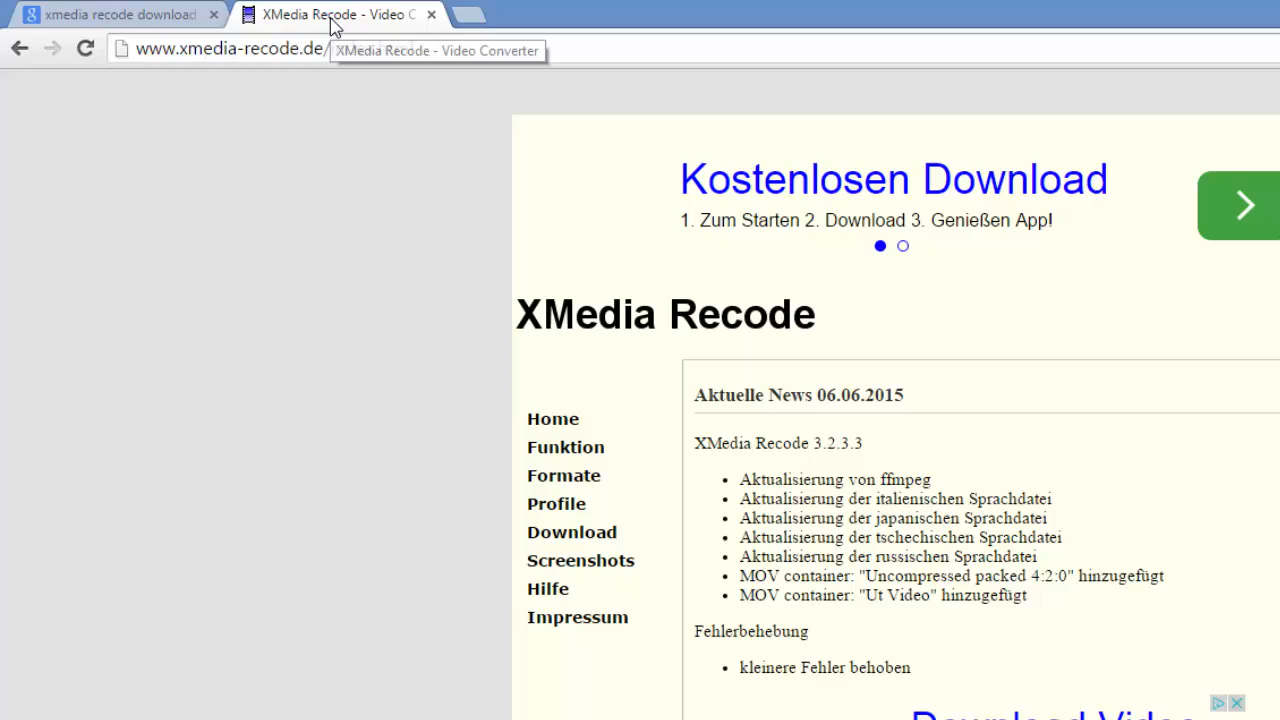 xmedia recode download
XMedia Recode - Video C
www.xmedia-recode.de/
XMedia Recode - Video Converter
Kostenlosen Download
1. Zum Starten 2. Download 3. Genießen App!
XMedia Recode
Home
Funktion
Formate
Profile
Download
Screenshots
Hilfe
Impressum
Aktuelle News 06.06.2015
XMedia Recode 3.2.3.3
Aktualisierung von ffmpeg
Aktualisierung der italienischen Sprachdatei
Aktualisierung der japanischen Sprachdatei
Aktualisierung der tschechischen Sprachdatei
Aktualisierung der russischen Sprachdatei
MOV container: "Uncompressed packed 4:2:0" hinzugefügt
MOV container: "Ut Video" hinzugefügt
Fehlerbehebung
kleinere Fehler behoben
Download Video